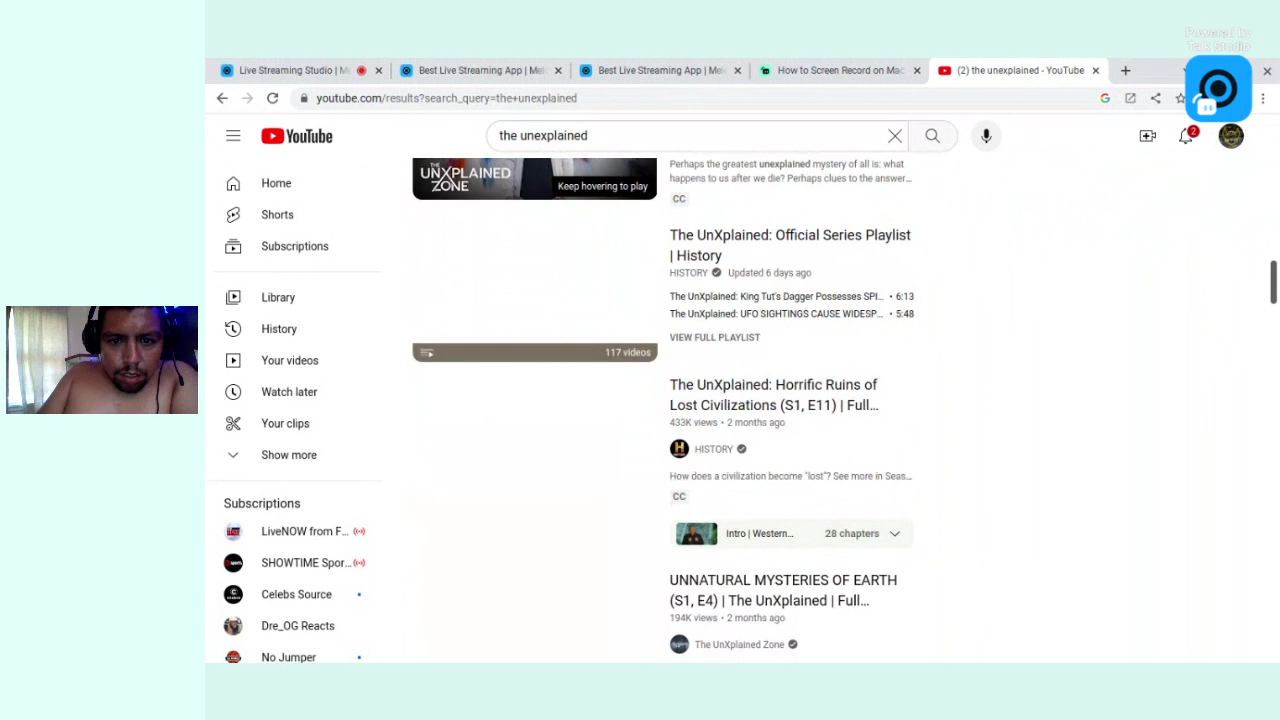 Powered by
Talk Studio
Live Streaming Studio | M
Best Live Streaming App | Mel
Best Live Streaming App | Mel
How to Screen Record on Mac
(2) the unexplained - YouTube
youtube.com/results?search_query=the+unexplained
YouTube
the unexplained
2
Home
Shorts
Subscriptions
Library
History
Your videos
Watch later
Your clips
Show more
Subscriptions
LiveNOW from F...
SHOWTIME Spor...
Celebs Source
Dre_OG Reacts
No Jumper
THE
UNXPLAINED
ZONE
Keep hovering to play
Perhaps the greatest unexplained mystery of all is: what
happens to us after we die? Perhaps clues to the answer...
CC
117 videos
The UnXplained: Official Series Playlist
| History
HISTORY Updated 6 days ago
The UnXplained: King Tut's Dagger Possesses SPI... • 6:13
The UnXplained: UFO SIGHTINGS CAUSE WIDESP... • 5:48
VIEW FULL PLAYLIST
The UnXplained: Horrific Ruins of
Lost Civilizations (S1, E11) | Full...
433K views • 2 months ago
HISTORY
How does a civilization become "lost"? See more in Seas...
CC
Intro | Western... 28 chapters
UNNATURAL MYSTERIES OF EARTH
(S1, E4) | The UnXplained | Full...
194K views • 2 months ago
The UnXplained Zone